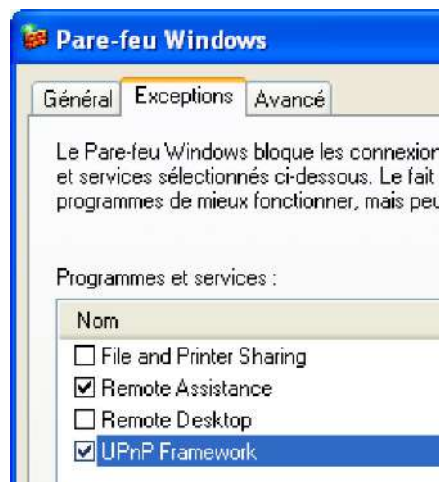 Pare-feu Windows
Général Exceptions Avancé
Le Pare-feu Windows bloque les connexion
et services sélectionnés ci-dessous. Le fait
programmes de mieux fonctionner, mais peu
Programmes et services :
Nom
File and Printer Sharing
Remote Assistance
Remote Desktop
UPnP Framework